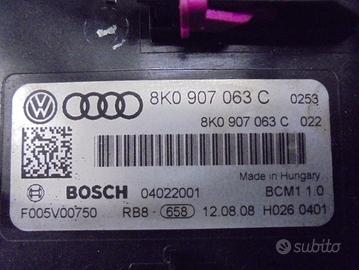 8K0 907 063 C 0253
8K0 907 063 C 022
Made in Hungary
BOSCH 04022001 BCM1 1.0
F005V00750 RB8- 658 12.08.08 H026 0401
subito